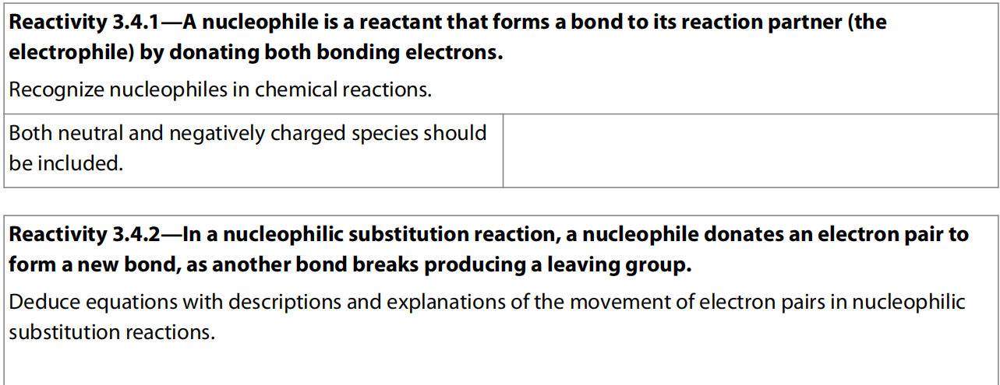 Reactivity 3.4.1—A nucleophile is a reactant that forms a bond to its reaction partner (the
electrophile) by donating both bonding electrons.
Recognize nucleophiles in chemical reactions.
Both neutral and negatively charged species should
be included.
Reactivity 3.4.2—In a nucleophilic substitution reaction, a nucleophile donates an electron pair to
form a new bond, as another bond breaks producing a leaving group.
Deduce equations with descriptions and explanations of the movement of electron pairs in nucleophilic
substitution reactions.